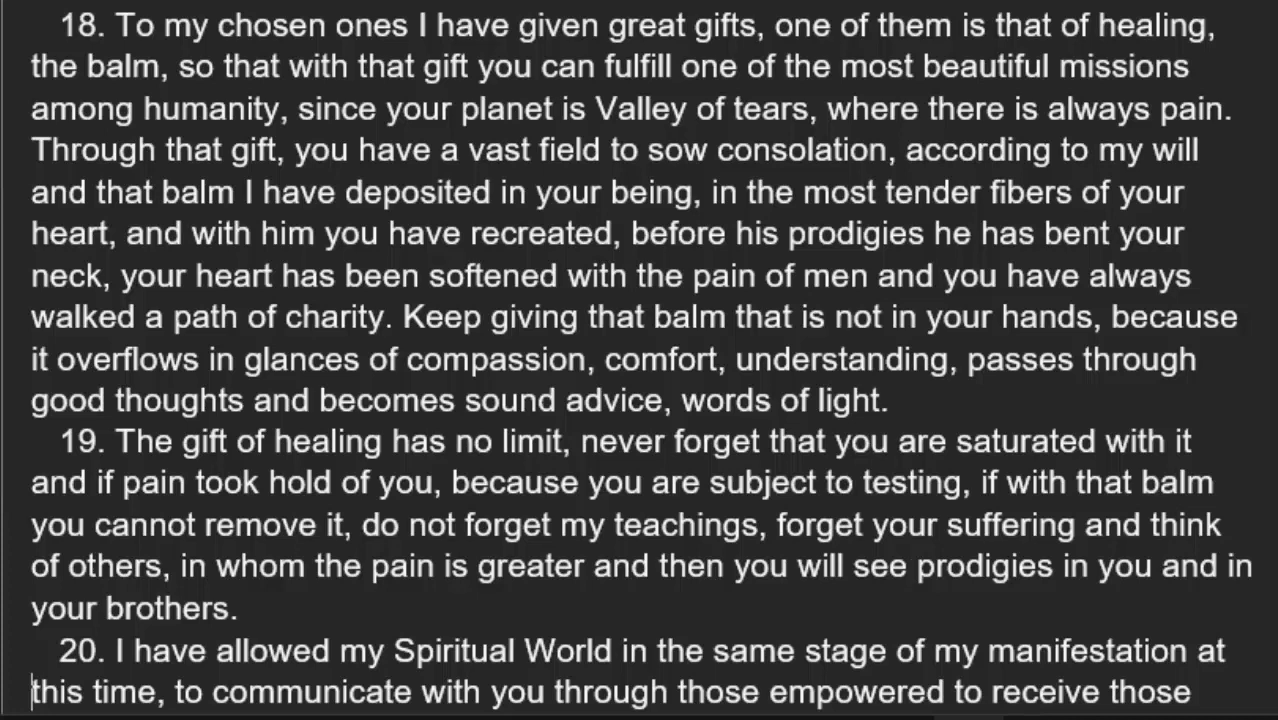 18. To my chosen ones I have given great gifts, one of them is that of healing,
the balm, so that with that gift you can fulfill one of the most beautiful missions
among humanity, since your planet is Valley of tears, where there is always pain.
Through that gift, you have a vast field to sow consolation, according to my will
and that balm I have deposited in your being, in the most tender fibers of your
heart, and with him you have recreated, before his prodigies he has bent your
neck, your heart has been softened with the pain of men and you have always
walked a path of charity. Keep giving that balm that is not in your hands, because
it overflows in glances of compassion, comfort, understanding, passes through
good thoughts and becomes sound advice, words of light.
19. The gift of healing has no limit, never forget that you are saturated with it
and if pain took hold of you, because you are subject to testing, if with that balm
you cannot remove it, do not forget my teachings, forget your suffering and think
of others, in whom the pain is greater and then you will see prodigies in you and in
your brothers.
20. I have allowed my Spiritual World in the same stage of my manifestation at
this time, to communicate with you through those empowered to receive those